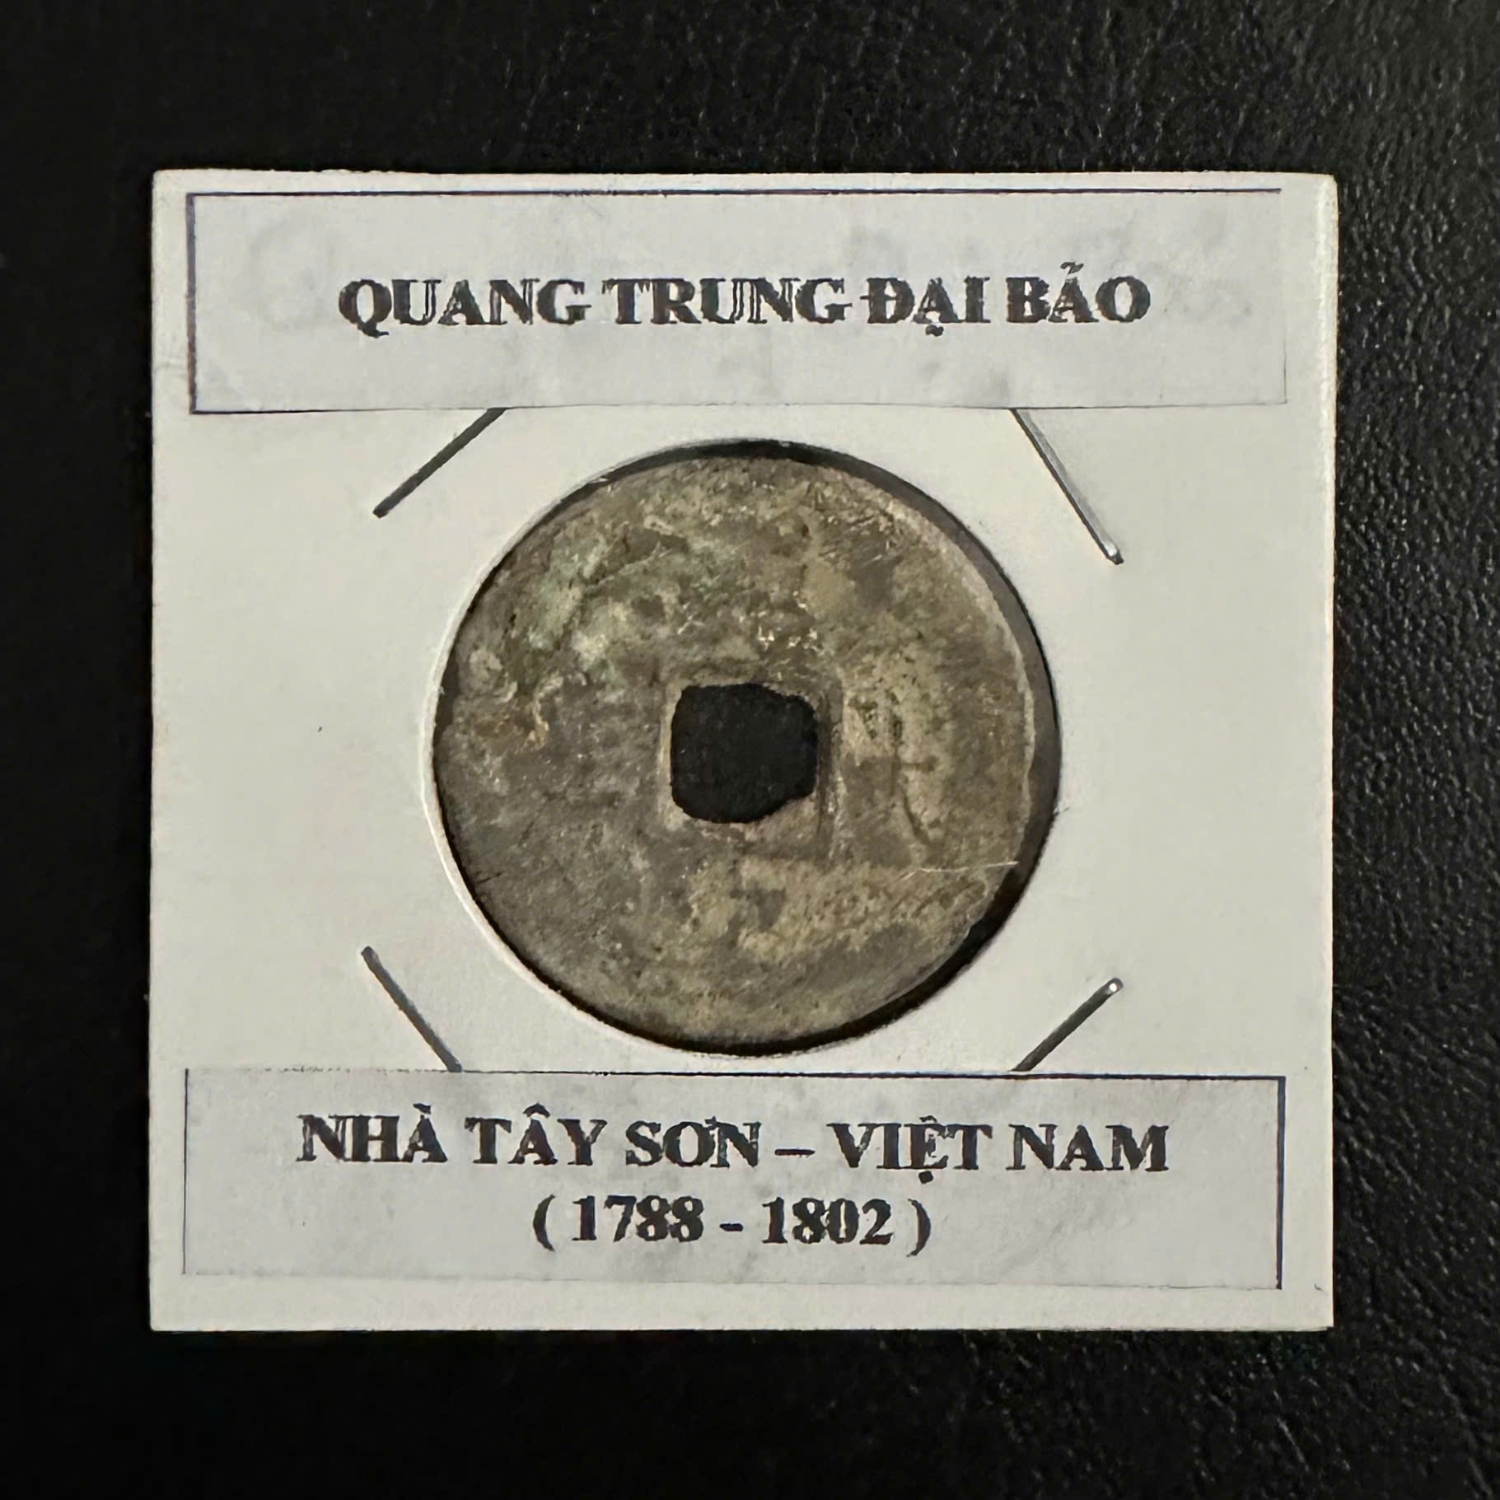 QUANG TRUNG ĐẠI BẢO
NHÀ TÂY SƠN – VIỆT NAM
( 1788 - 1802 )